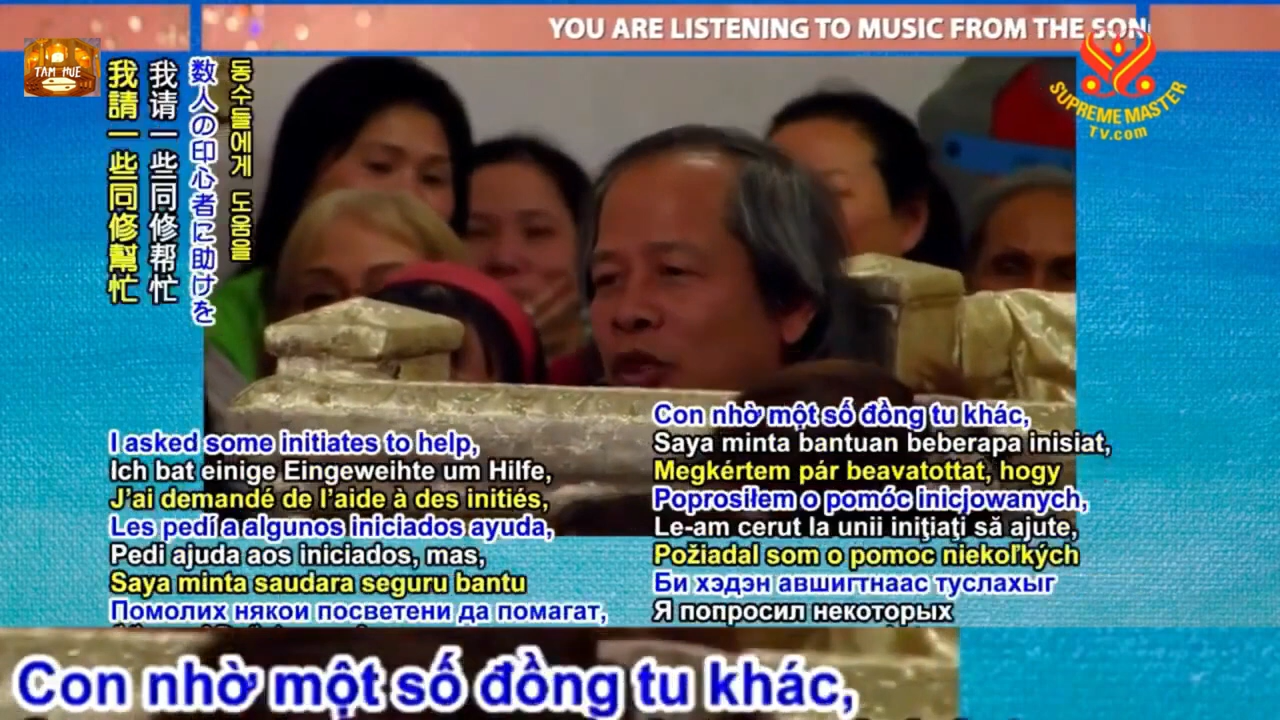 YOU ARE LISTENING TO MUSIC FROM THE SON
TAM HUE
SUPREME MASTER
TV.com
我請一些同修幫忙
我请一些同修帮忙
数人の印心者に助けを
동수들에게 도움을
I asked some initiates to help,
Ich bat einige Eingeweihte um Hilfe,
J'ai demandé de l'aide à des initiés,
Les pedí a algunos iniciados ayuda,
Pedi ajuda aos iniciados, mas,
Saya minta saudara seguru bantu
Помолих някои посветени да помагат,
Con nhờ một số đồng tu khác,
Saya minta bantuan beberapa inisiat,
Megkértem pár beavatottat, hogy
Poprosiłem o pomóc inicjowanych,
Le-am cerut la unii iniţiaţi să ajute,
Požiadal som o pomoc niekoľkých
Би хэдэн авшигтнаас туслахыг
Я попросил некоторых
Con nhờ một số đồng tu khác,